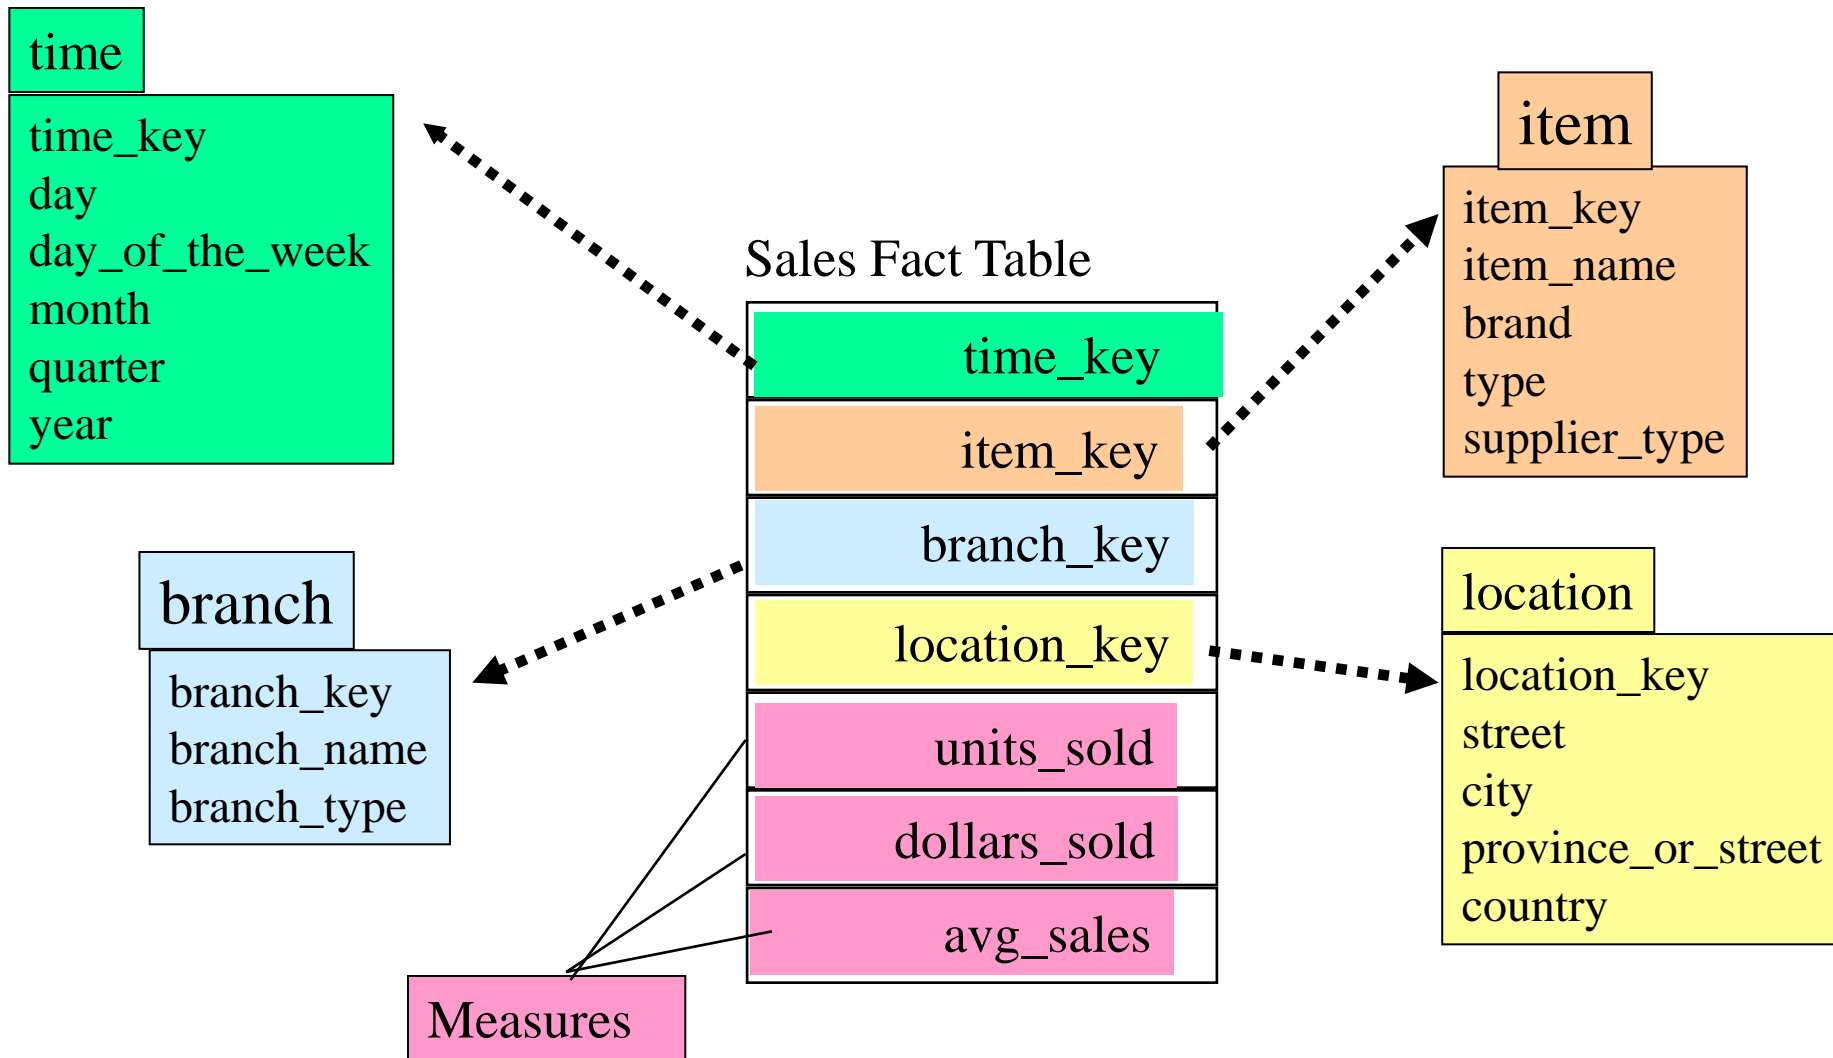 time
time_key
day
day_of_the_week
month
quarter
year
item
item_key
item_name
brand
type
supplier_type
Sales Fact Table
time_key
item_key
branch_key
location_key
units_sold
dollars_sold
avg_sales
branch
branch_key
branch_name
branch_type
location
location_key
street
city
province_or_street
country
Measures